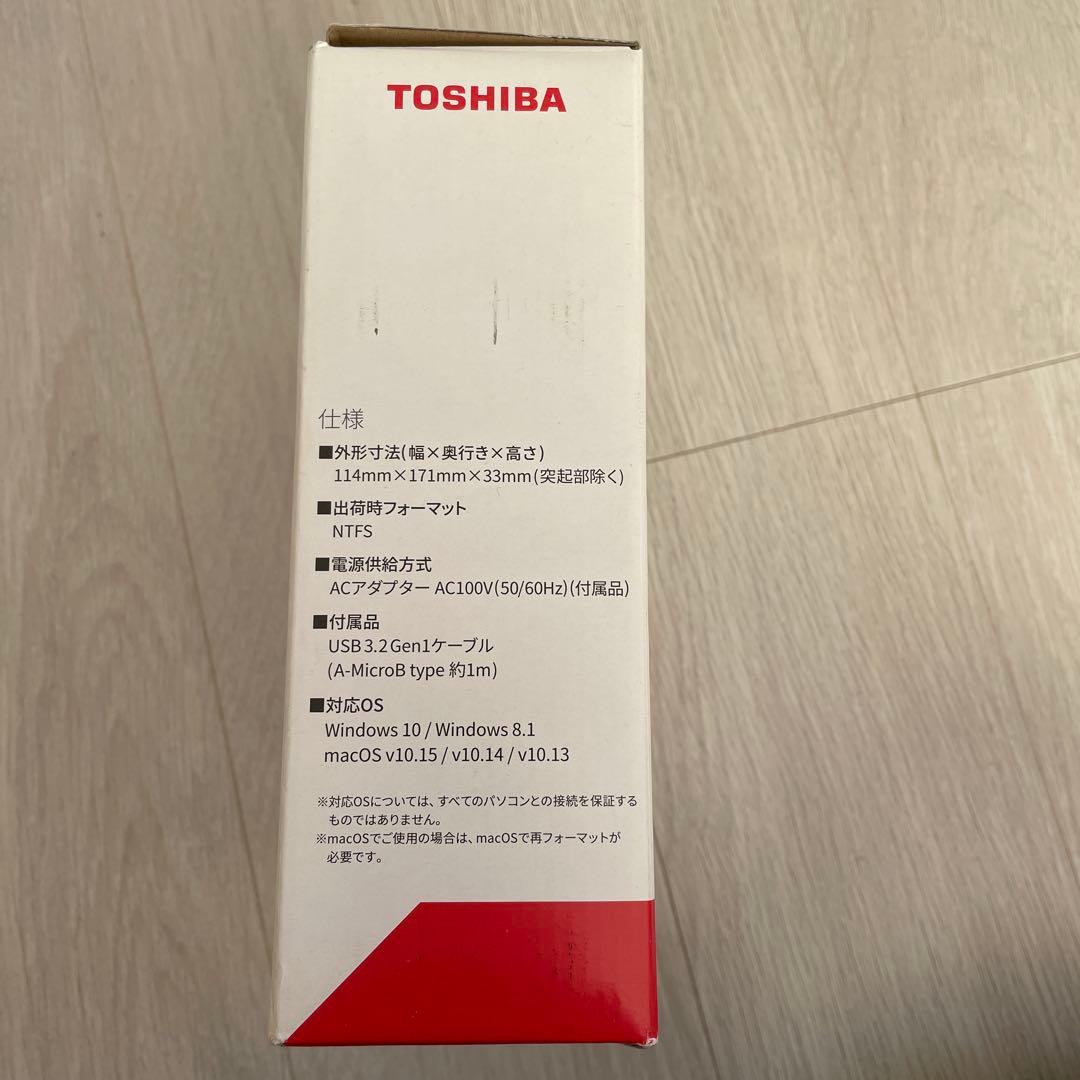 TOSHIBA
仕様
■外形寸法(幅×奥行き×高さ)
114mm×171mm×33mm(突起部除く)
■出荷時フォーマット
NTFS
■電源供給方式
ACアダプター AC100V(50/60Hz)(付属品)
■付属品
USB3.2Gen1ケーブル
(A-MicroB type 約1m)
■対応OS
Windows 10 / Windows 8.1
macOS v10.15 / v10.14 / v10.13
※対応OSについては、すべてのパソコンとの接続を保証する
ものではありません。
※macOSでご使用の場合は、macOSで再フォーマットが
必要です。